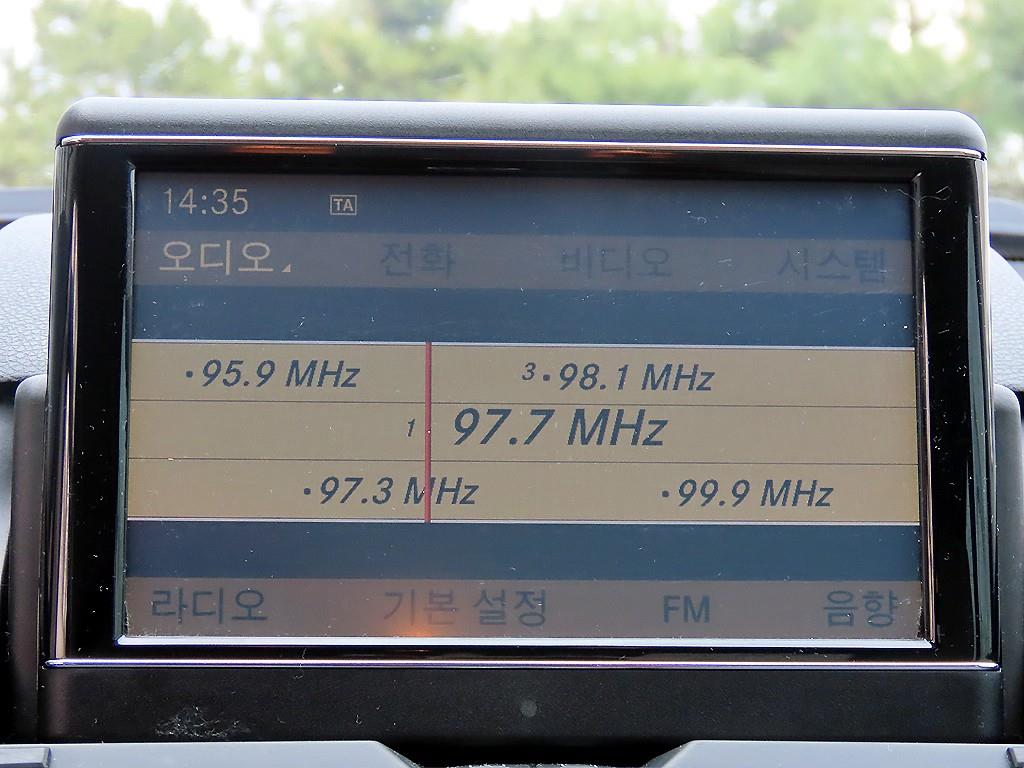 14:35 TA
오디오 전화 비디오 시스템
·95.9 MHz 3·98.1 MHz
1 97.7 MHz
·97.3 MHz ·99.9 MHz
라디오 기본 설정 FM 음향